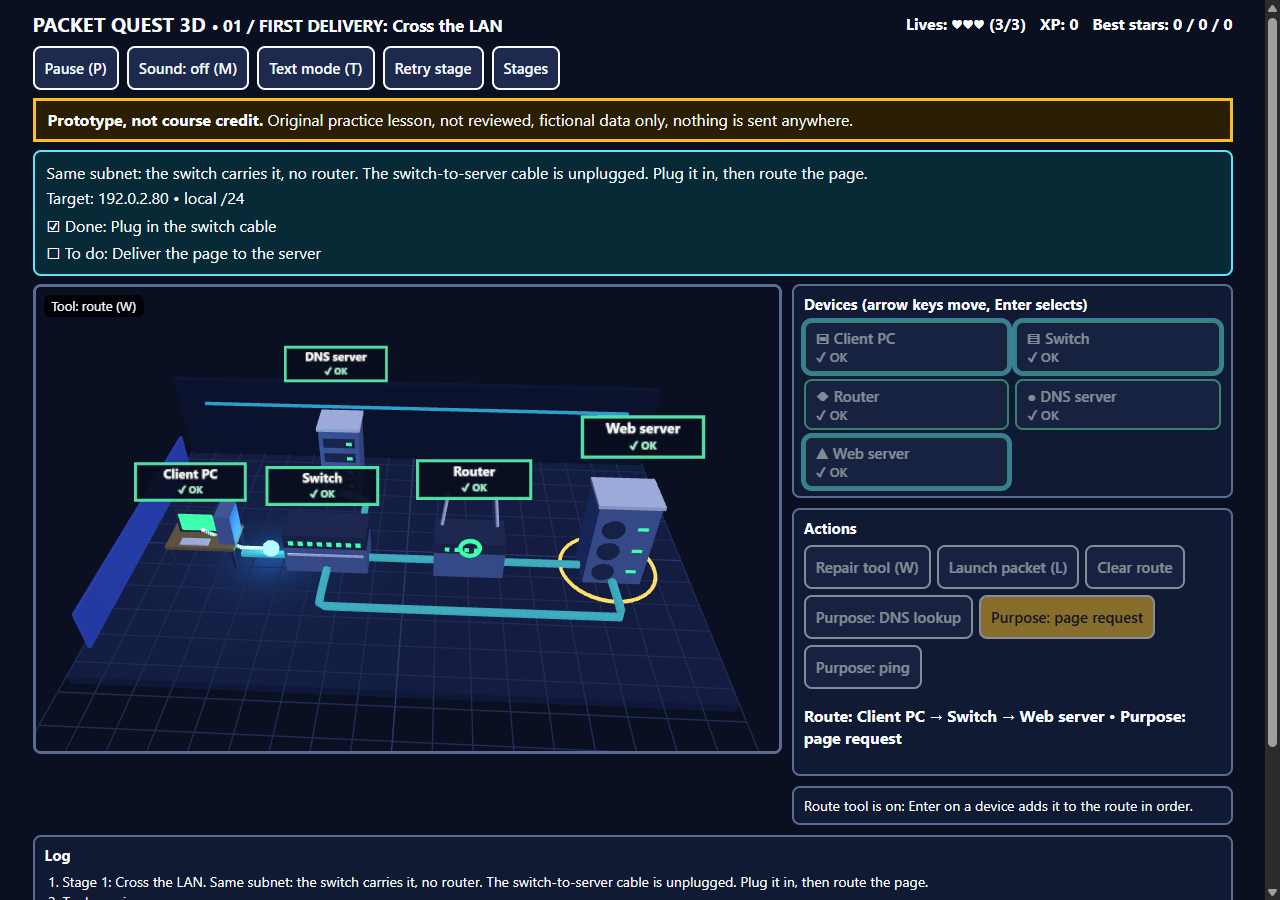 PACKET QUEST 3D • 01 / FIRST DELIVERY: Cross the LAN
Lives: ♥♥♥ (3/3) XP: 0 Best stars: 0 / 0 / 0
Pause (P)
Sound: off (M)
Text mode (T)
Retry stage
Stages
Prototype, not course credit. Original practice lesson, not reviewed, fictional data only, nothing is sent anywhere.
Same subnet: the switch carries it, no router. The switch-to-server cable is unplugged. Plug it in, then route the page.
Target: 192.0.2.80 • local /24
☑ Done: Plug in the switch cable
☐ To do: Deliver the page to the server
Tool: route (W)
DNS server
✓ OK
Web server
✓ OK
Client PC
✓ OK
Switch
✓ OK
Router
✓ OK
Devices (arrow keys move, Enter selects)
Client PC
✓ OK
Switch
✓ OK
◆ Router
✓ OK
● DNS server
✓ OK
▲ Web server
✓ OK
Actions
Repair tool (W)
Launch packet (L)
Clear route
Purpose: DNS lookup
Purpose: page request
Purpose: ping
Route: Client PC → Switch → Web server • Purpose:
page request
Route tool is on: Enter on a device adds it to the route in order.
Log
1. Stage 1: Cross the LAN. Same subnet: the switch carries it, no router. The switch-to-server cable is unplugged. Plug it in, then route the page.